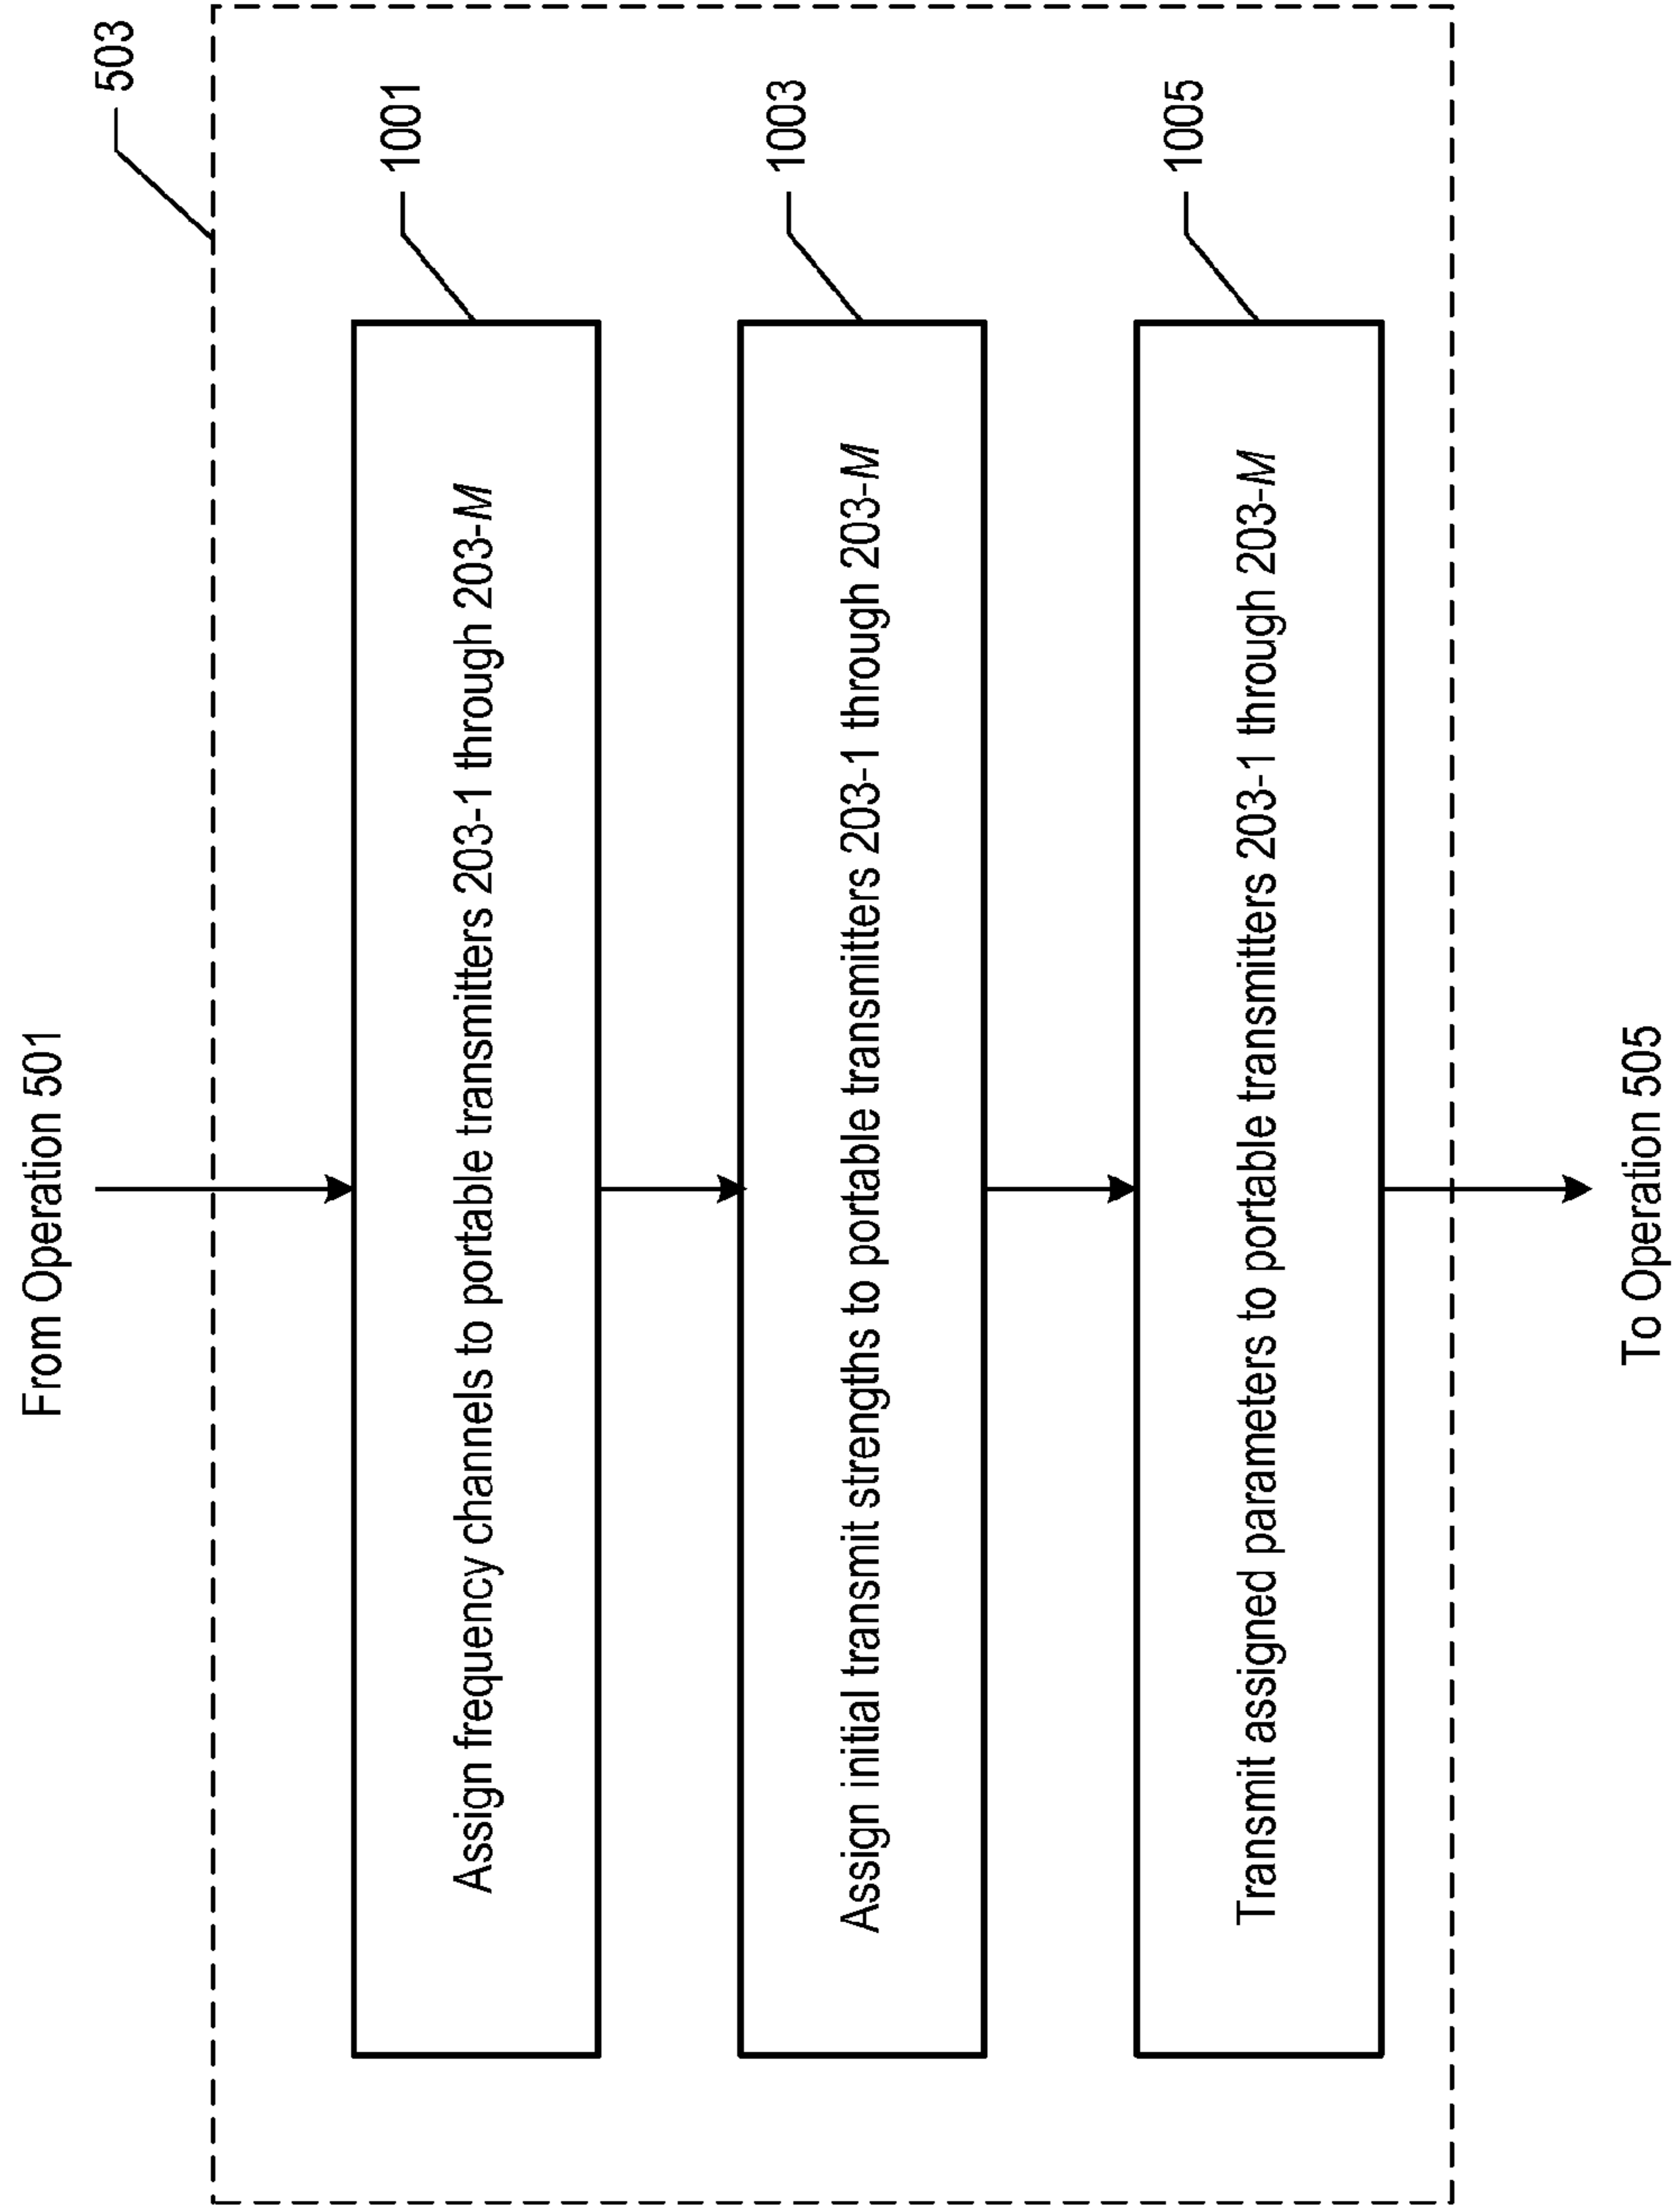 From Operation 501
503
1001
Assign frequency channels to portable transmitters 203-1 through 203-M
1003
Assign initial transmit strengths to portable transmitters 203-1 through 203-M
1005
Transmit assigned parameters to portable transmitters 203-1 through 203-M
To Operation 505